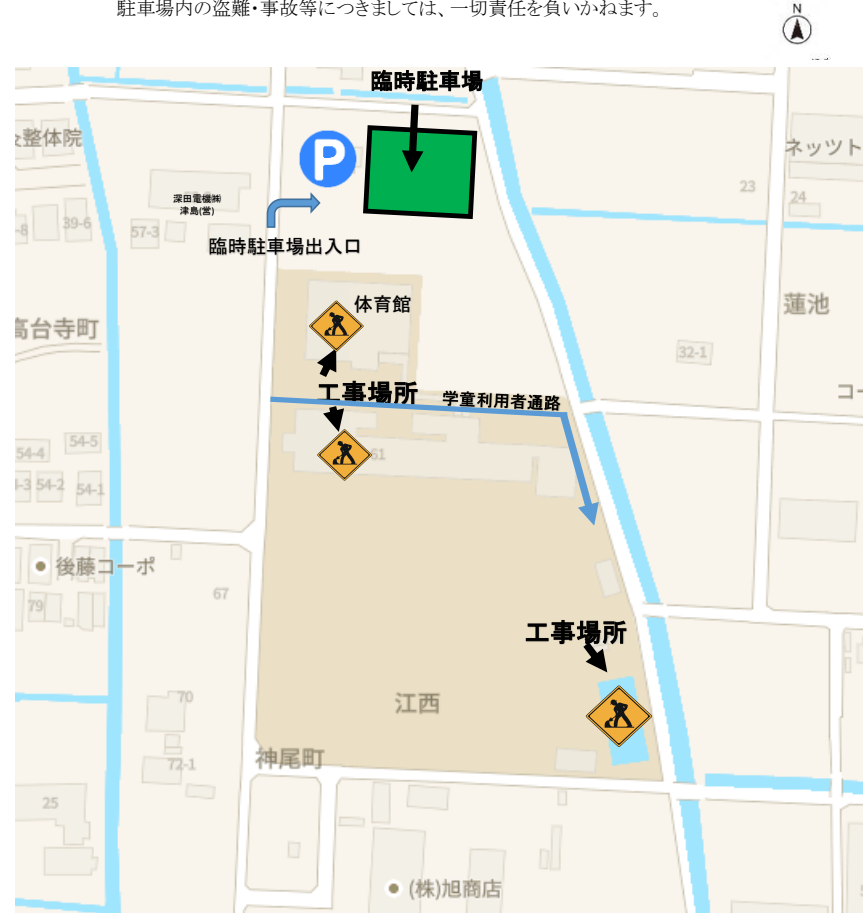 駐車場内の盗難・事故等につきましては、一切責任を負いかねます。
N
臨時駐車場
整体院
P
ネッツト
23
24
深田電機㈱
津島(営)
39-6
-8
57-3
臨時駐車場出入口
体育館
蓮池
高台寺町
32-1
工事場所
学童利用者通路
コー
54-5
54-4
61
-3
54-2
54-1
後藤コーポ
67
79
工事場所
70
江西
神尾町
72-1
25
(株)旭商店